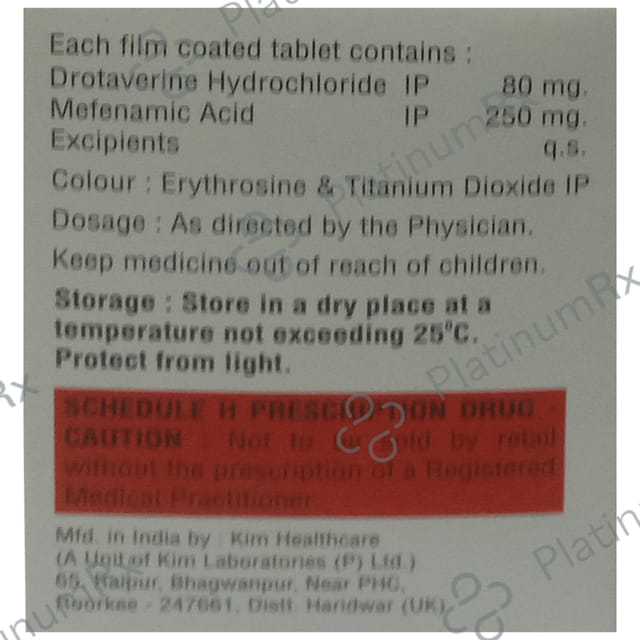 Each film coated tablet contains :
Drotaverine Hydrochloride IP 80 mg.
Mefenamic Acid IP 250 mg.
Excipients q.s.
Colour : Erythrosine & Titanium Dioxide IP
Dosage : As directed by the Physician.
Keep medicine out of reach of children.
Storage : Store in a dry place at a
temperature not exceeding 25⁰C.
Protect from light.
SCHEDULE H PRESCRIPTION DRUG -
CAUTION : Not to be sold by retail
without the prescription of a Registered
Medical Practitioner
Mfd. in India by : Kim Healthcare
(A Unit of Kim Laboratories (P) Ltd.)
65, Raipur, Bhagwanpur, Near PHC,
Roorkee - 247661, Distt. Haridwar (UK)
PlatinumRx
PlatinumRx
PlatinumRx